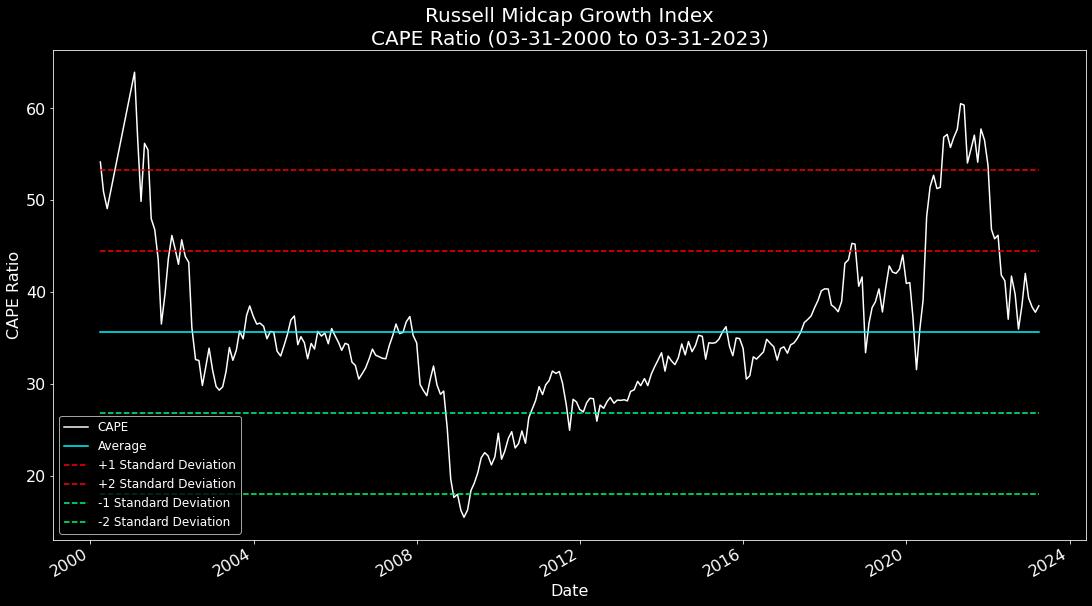 Russell Midcap Growth Index
CAPE Ratio (03-31-2000 to 03-31-2023)
60
50
40
30
20
CAPE Ratio
CAPE
Average
+1 Standard Deviation
+2 Standard Deviation
-1 Standard Deviation
-2 Standard Deviation
2000
2004
2008
2012
2016
2020
2024
Date